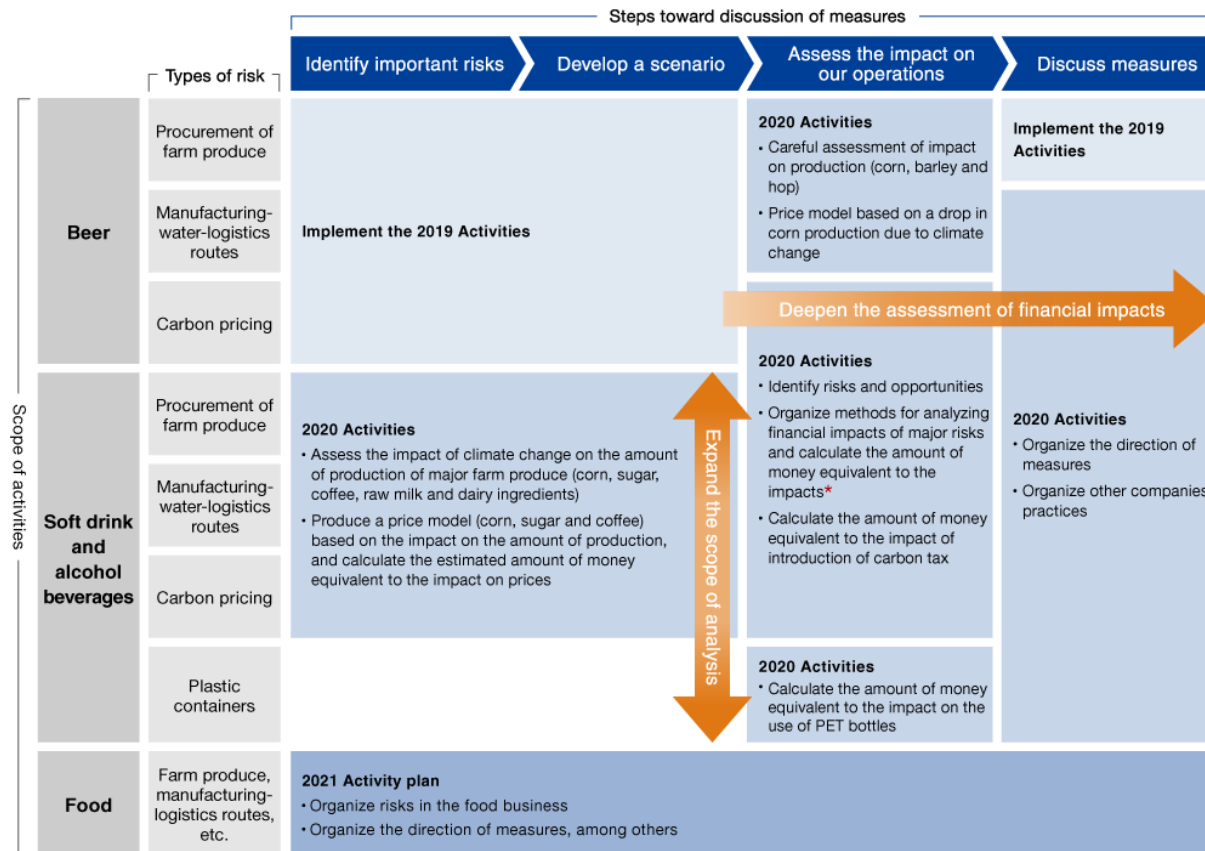 Steps toward discussion of measures
Types of risk
Identify important risks
Develop a scenario
Assess the impact on
our operations
Discuss measures
Scope of activities
Beer
Procurement of
farm produce
Manufacturing-
water-logistics
routes
Carbon pricing
Implement the 2019 Activities
2020 Activities
• Careful assessment of impact
on production (corn, barley and
hop)
• Price model based on a drop in
corn production due to climate
change
Implement the 2019
Activities
Deepen the assessment of financial impacts
Soft drink
and
alcohol
beverages
Procurement of
farm produce
Manufacturing-
water-logistics
routes
Carbon pricing
Plastic
containers
2020 Activities
• Assess the impact of climate change on the amount
of production of major farm produce (corn, sugar,
coffee, raw milk and dairy ingredients)
• Produce a price model (corn, sugar and coffee)
based on the impact on the amount of production,
and calculate the estimated amount of money
equivalent to the impact on prices
Expand the scope of analysis
2020 Activities
• Identify risks and opportunities
• Organize methods for analyzing
financial impacts of major risks
and calculate the amount of
money equivalent to the
impacts*
• Calculate the amount of money
equivalent to the impact of
introduction of carbon tax
2020 Activities
• Calculate the amount of money
equivalent to the impact on the
use of PET bottles
2020 Activities
• Organize the direction of
measures
• Organize other companies
practices
Food
Farm produce,
manufacturing-
logistics routes,
etc.
2021 Activity plan
• Organize risks in the food business
• Organize the direction of measures, among others